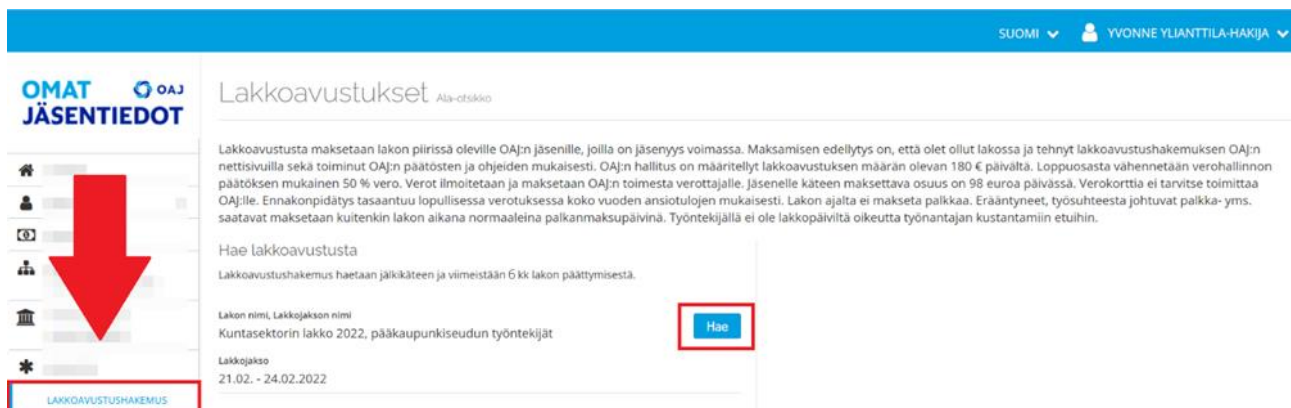 SUOMI
YVONNE YLIANTTILA-HAKIJA
OMAT OAJ
JÄSENTIEDOT
Lakkoavustukset Ala-otsikko
Lakkoavustusta maksetaan lakon piirissä oleville OAJ:n jäsenille, joilla on jäsenyys voimassa. Maksamisen edellytys on, että olet ollut lakossa ja tehnyt lakkoavustushakemuksen OAJ:n
nettisivuilla sekä toiminut OAJ:n päätösten ja ohjeiden mukaisesti. OAJ:n hallitus on määritellyt lakkoavustuksen määrän olevan 180 € päivältä. Loppuosasta vähennetään verohallinnon
päätöksen mukainen 50 % vero. Verot ilmoitetaan ja maksetaan OAJ:n toimesta verottajalle. Jäsenelle käteen maksettava osuus on 98 euroa päivässä. Verokorttia ei tarvitse toimittaa
OAJ:lle. Ennakonpidätys tasaantuu lopullisessa verotuksessa koko vuoden ansiotulojen mukaisesti. Lakon ajalta ei makseta palkkaa. Erääntyneet, työsuhteesta johtuvat palkka- yms.
saatavat maksetaan kuitenkin lakon aikana normaaleina palkanmaksupäivinä. Työntekijällä ei ole lakkopäiviltä oikeutta työnantajan kustantamiin etuihin.
Hae lakkoavustusta
Lakkoavustushakemus haetaan jälkikäteen ja viimeistään 6 kk lakon päättymisestä.
Lakon nimi, Lakkojakson nimi
Kuntasektorin lakko 2022, pääkaupunkiseudun työntekijät
Hae
Lakkojakso
21.02. - 24.02.2022
LAKKOAVUSTUSHAKEMUS